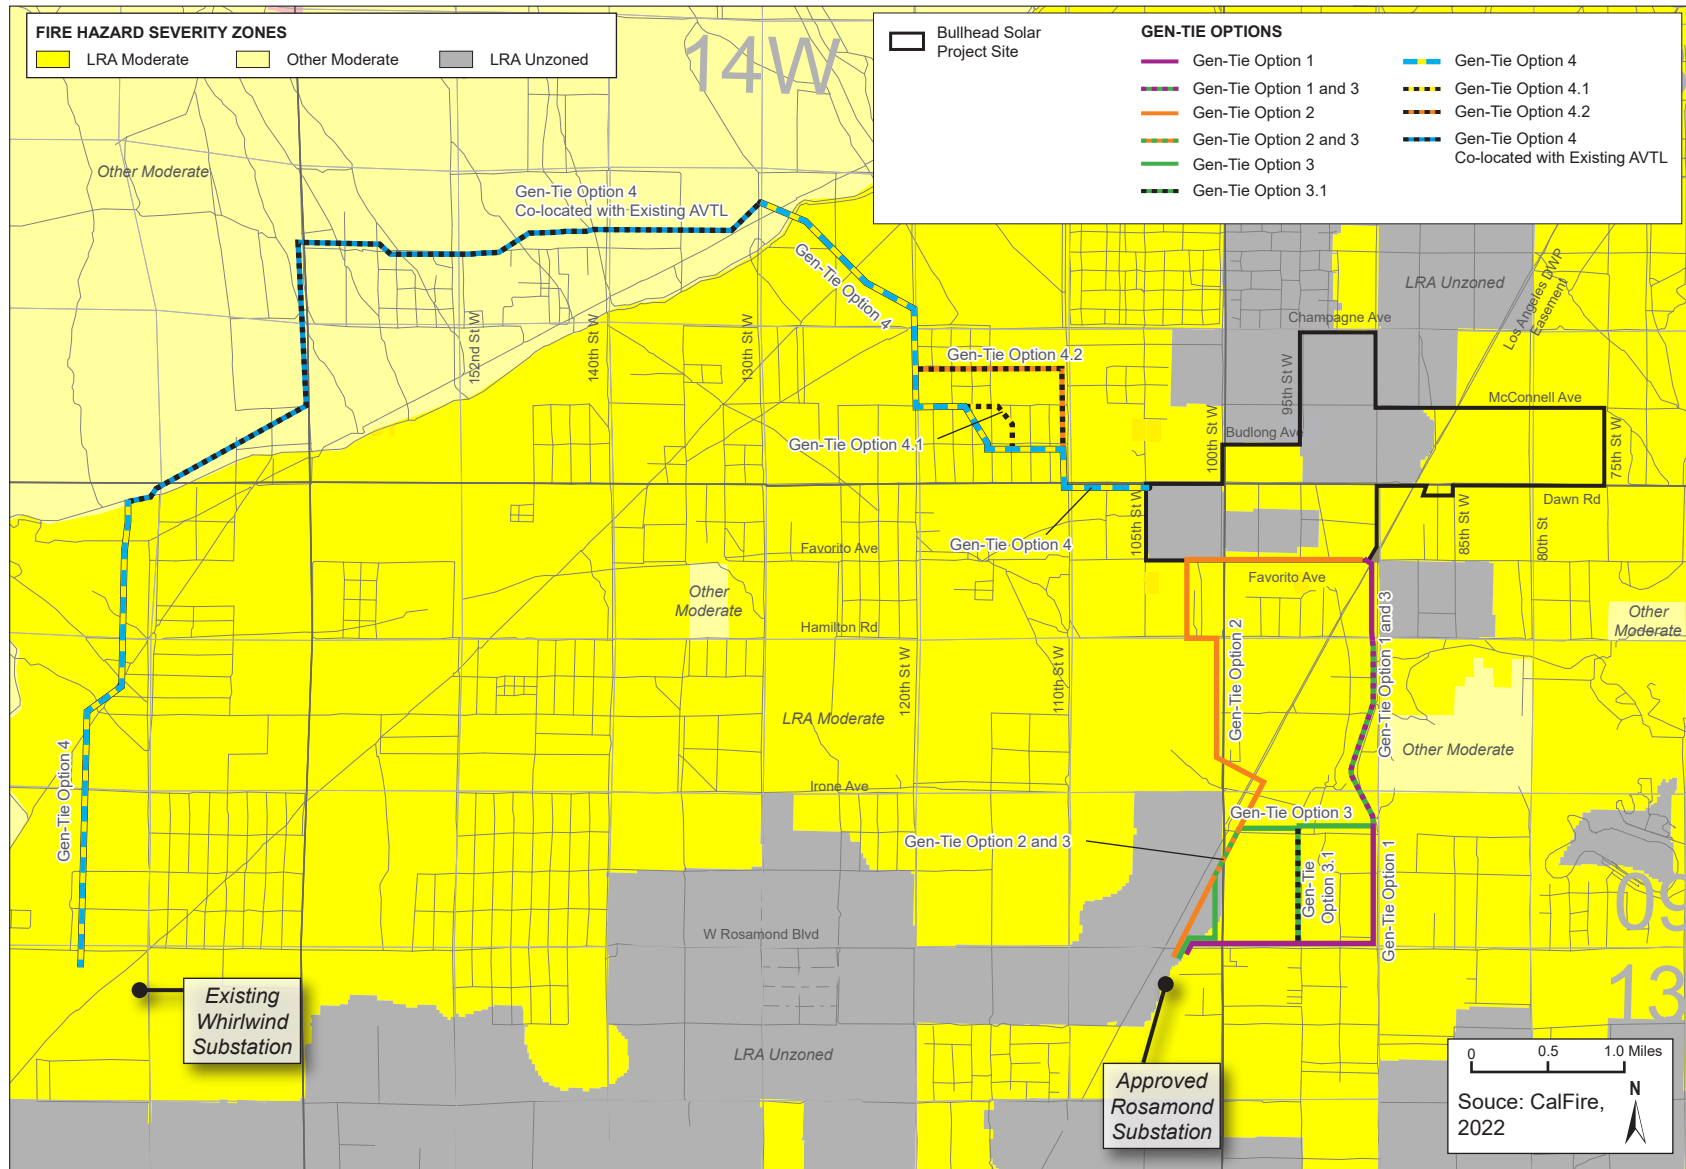 FIRE HAZARD SEVERITY ZONES
LRA Moderate
Other Moderate
LRA Unzoned
14W
Bullhead Solar
Project Site
GEN-TIE OPTIONS
Gen-Tie Option 1
Gen-Tie Option 1 and 3
Gen-Tie Option 2
Gen-Tie Option 2 and 3
Gen-Tie Option 3
Gen-Tie Option 3.1
Gen-Tie Option 4
Gen-Tie Option 4.1
Gen-Tie Option 4.2
Gen-Tie Option 4
Co-located with Existing AVTL
Other Moderate
Gen-Tie Option 4
Co-located with Existing AVTL
Gen-Tie Option 4
LRA Unzoned
Los Angeles DWP
Easement
Champagne Ave
152nd St W
140th St W
130th St W
Gen-Tie Option 4.2
95th St W
McConnell Ave
100th St W
Budlong Ave
Gen-Tie Option 4.1
75th St W
Dawn Rd
105th St W
85th St W
80th St
Gen-Tie Option 4
Favorito Ave
Favorito Ave
Other
Moderate
Other
Moderate
Hamilton Rd
Gen-Tie Option 2
Gen-Tie Option 1 and 3
120th St W
110th St W
LRA Moderate
Other Moderate
Gen-Tie Option 4
Irone Ave
Gen-Tie Option 3
Gen-Tie Option 2 and 3
Gen-Tie
Option 3.1
Gen-Tie Option 1
09
W Rosamond Blvd
13
Existing
Whirlwind
Substation
LRA Unzoned
Approved
Rosamond
Substation
0 0.5 1.0 Miles
N
Souce: CalFire,
2022